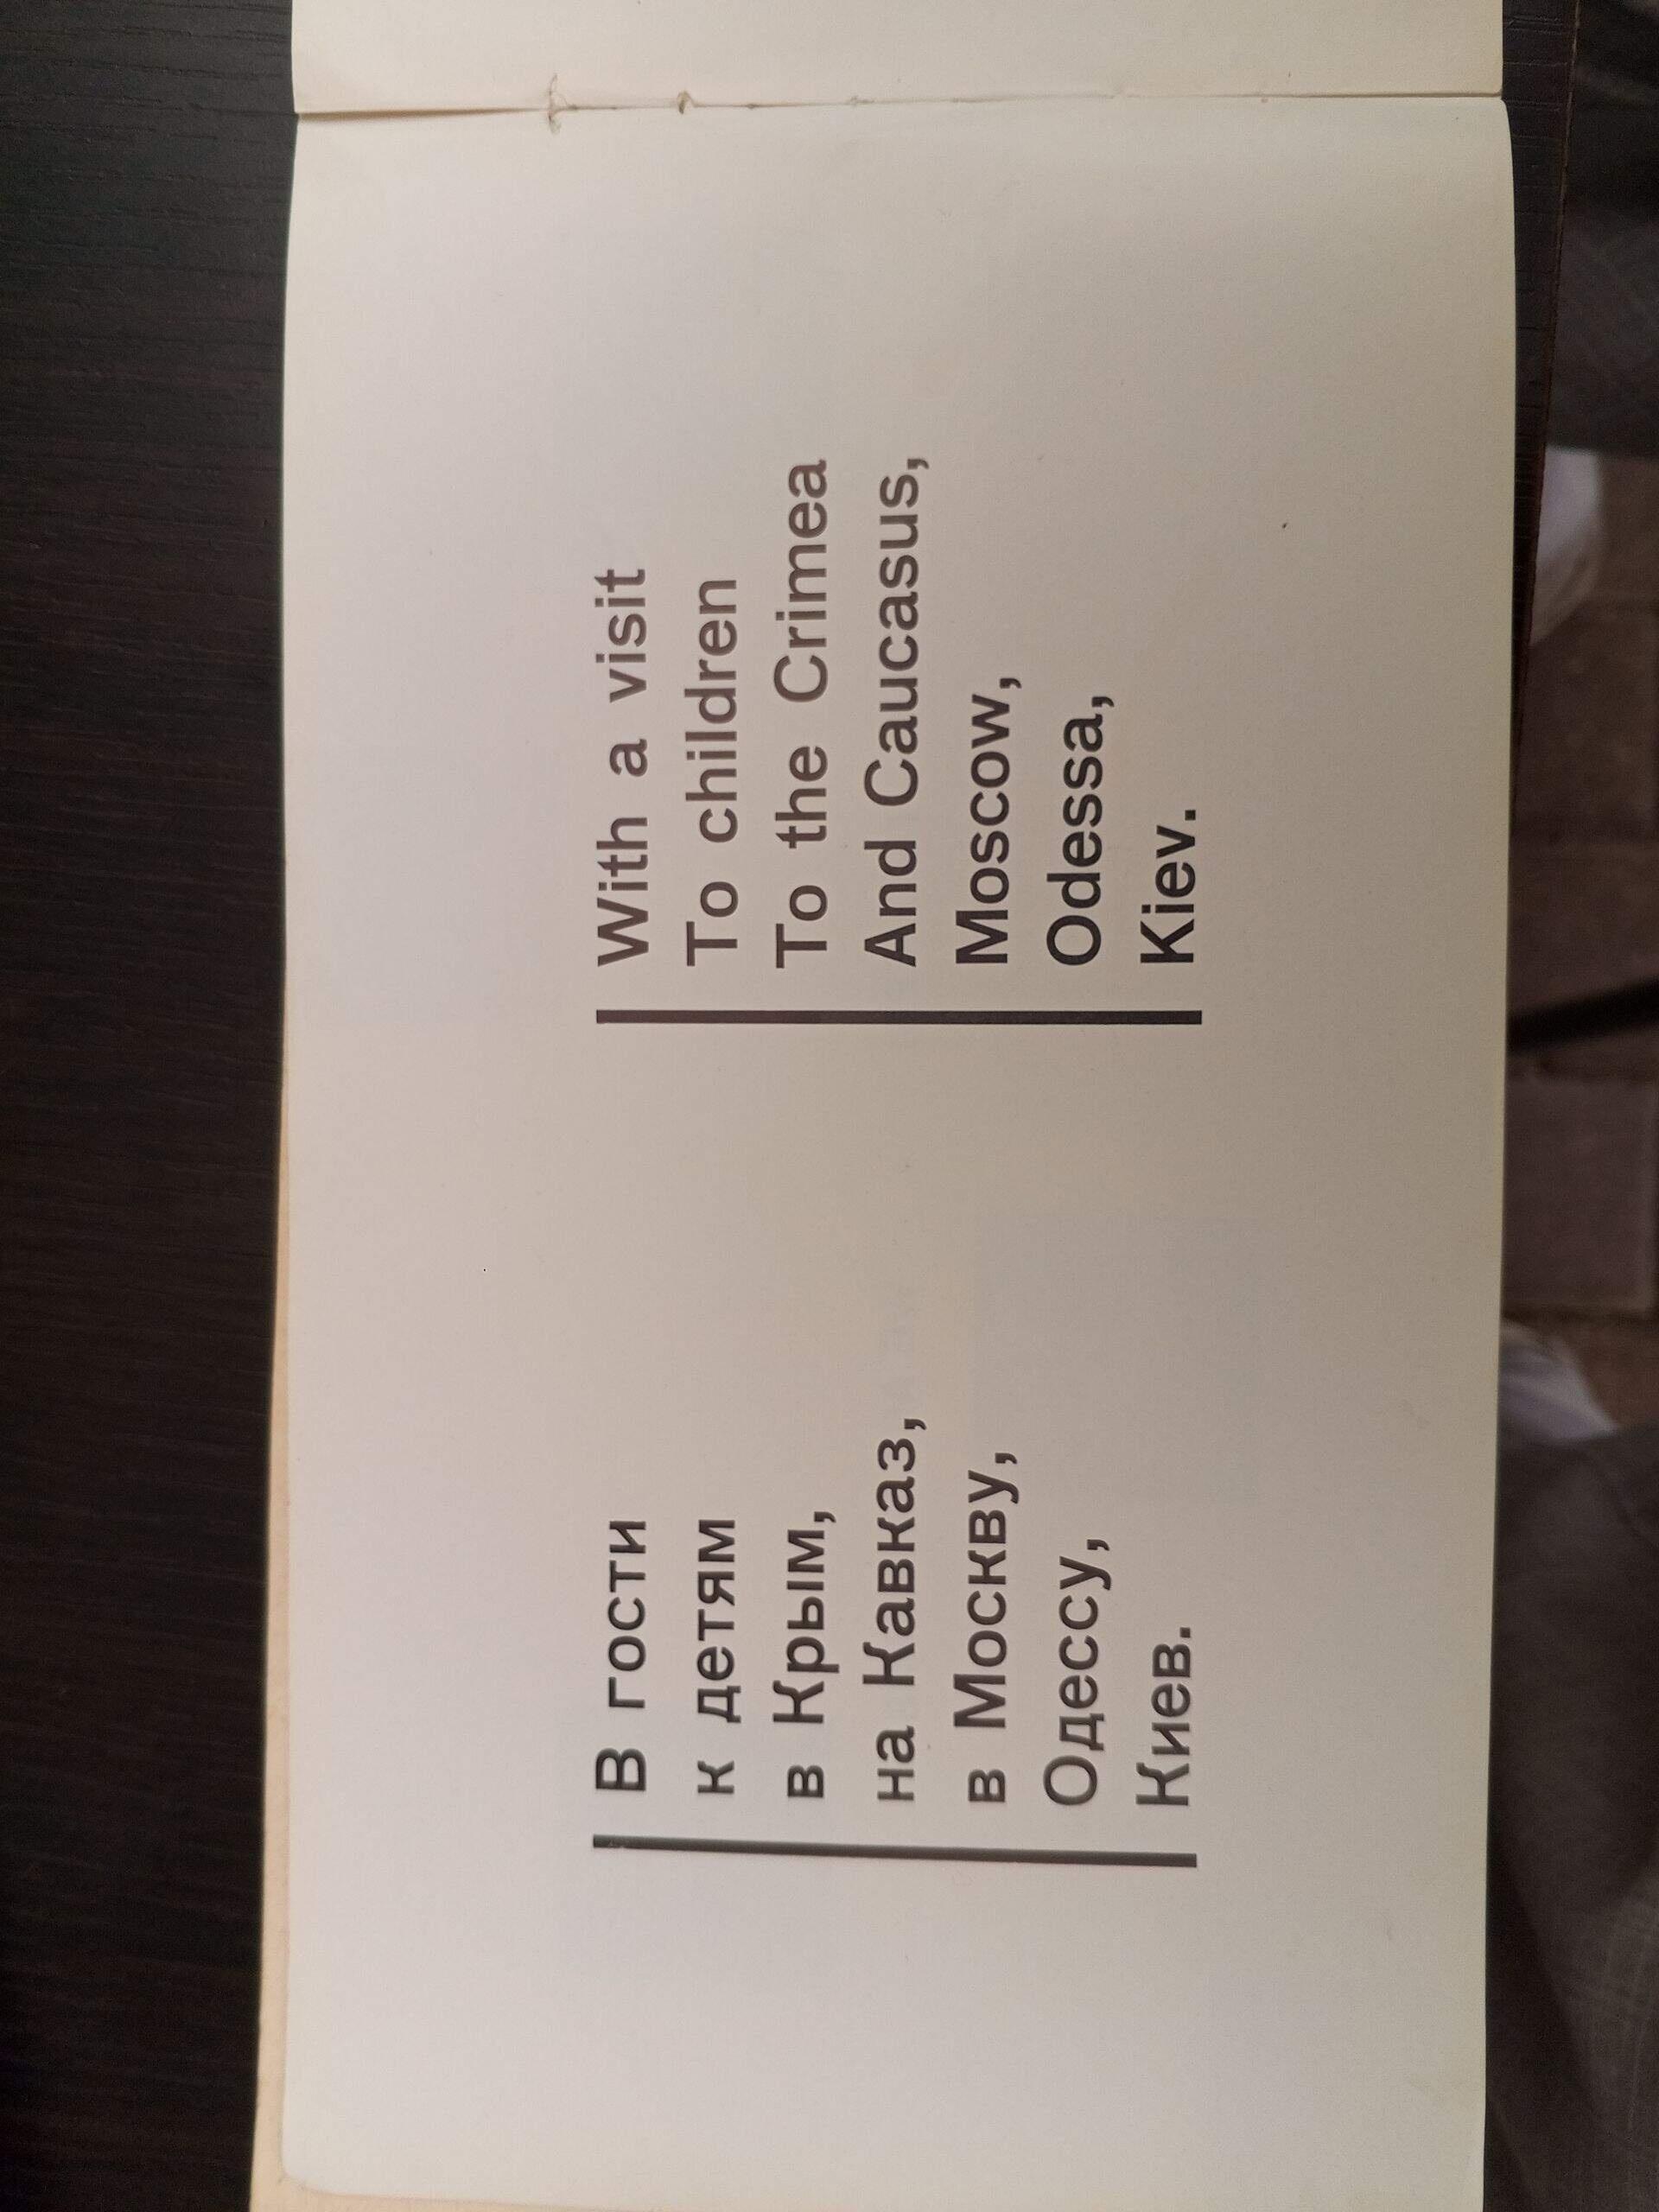 В гости
к детям
в Крым,
на Кавказ,
в Москву,
Одессу,
Киев.
With a visit
To children
To the Crimea
And Caucasus,
Moscow,
Odessa,
Kiev.